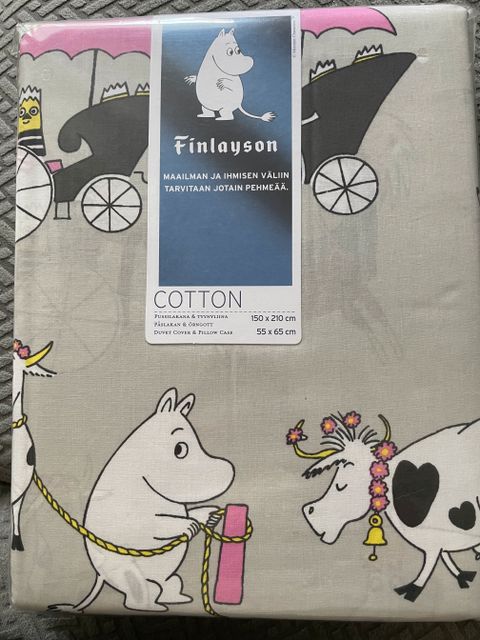 Finlayson
MAAILMAN JA IHMISEN VÄLIIN
TARVITAAN JOTAIN PEHMEÄÄ.
COTTON
PUSSILAKANA & TYYNYLIINA 150 x 210 cm
PÅSLAKAN & ÖRNGOTT 55 x 65 cm
DUVET COVER & PILLOW CASE